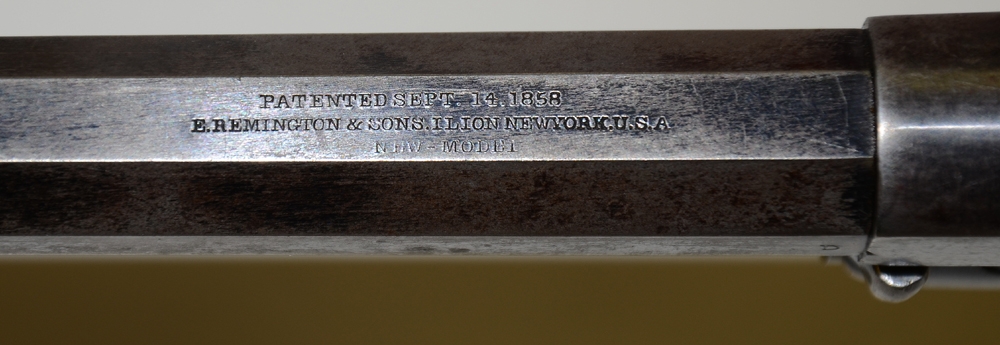 PATENTED SEPT. 14.1858
E.REMINGTON & SONS.ILION NEWYORK.U.S.A
NEW-MODEL
D